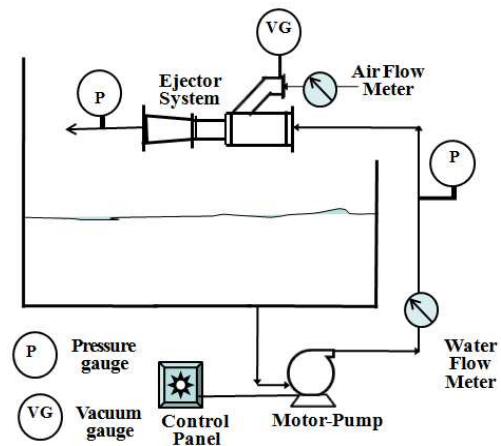 VG
Ejector
System
Air Flow
Meter
P
P
P
Pressure
gauge
VG
Vacuum
gauge
Control
Panel
Motor-Pump
Water
Flow
Meter